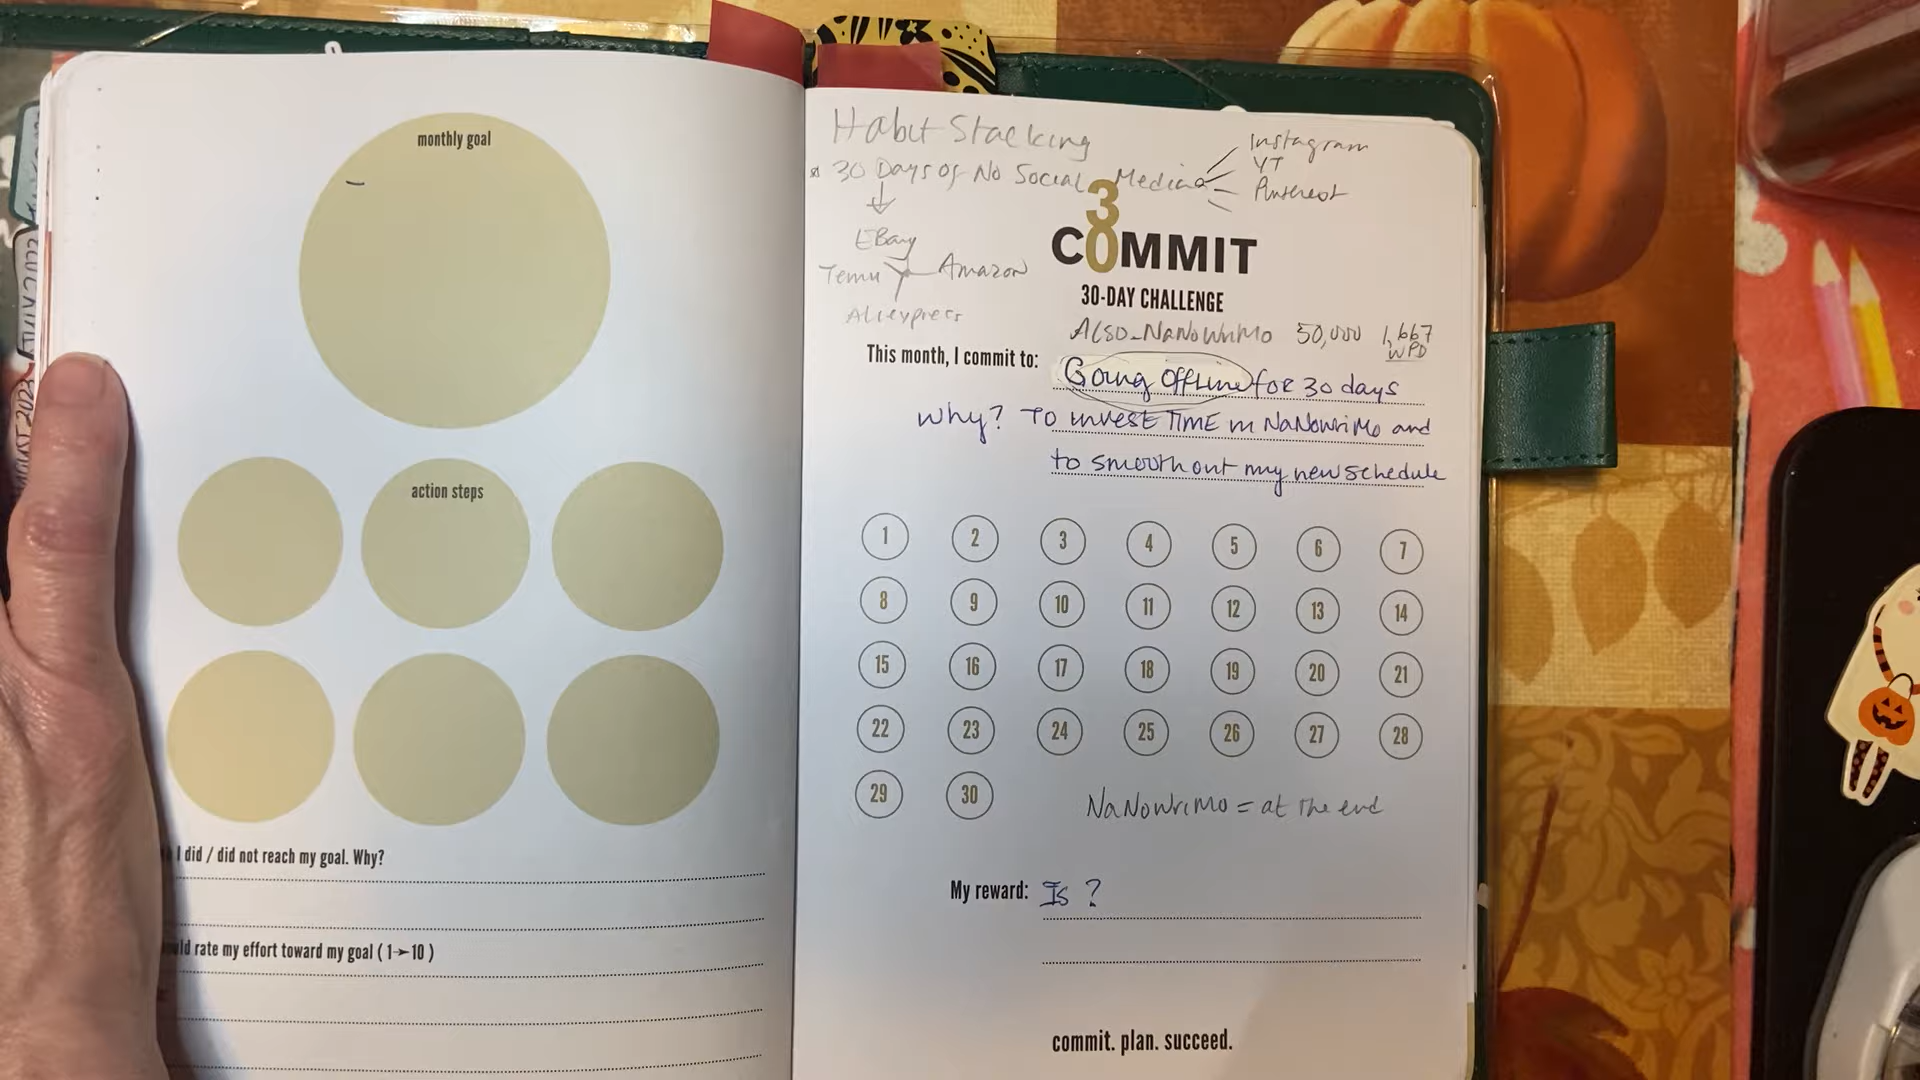 monthly goal
action steps
I did / did not reach my goal. Why?
rate my effort toward my goal (1→10)
Habit Stacking
30 Days of No Social Media
Instagram
YT
Pinterest
EBay
Temu
Amazon
Aliexpress
30
COMMIT
30-DAY CHALLENGE
ALSO NaNoWriMo 50,000 1,667
WPD
This month, I commit to: Going OffLine for 30 days
Why? To invest TIME in NaNoWriMo and
to smooth out my new schedule
1 2 3 4 5 6 7
8 9 10 11 12 13 14
15 16 17 18 19 20 21
22 23 24 25 26 27 28
29 30
NaNoWriMo = at the end
My reward: Is ?
commit. plan. succeed.